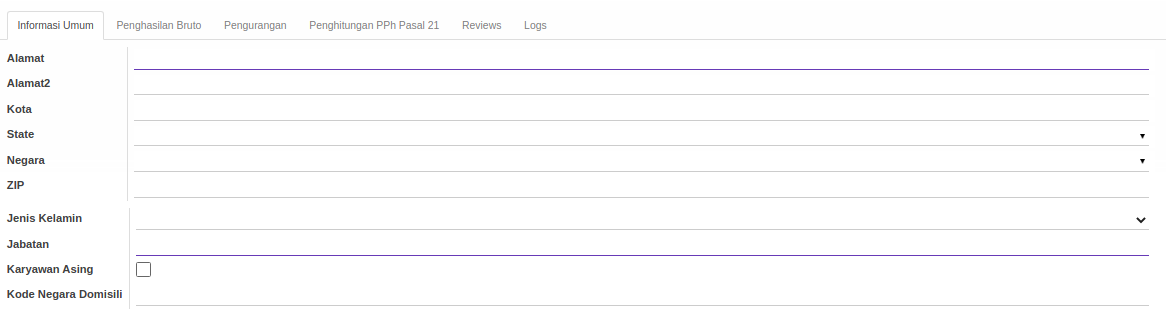 Informasi Umum Penghasilan Bruto Pengurangan Penghitungan PPh Pasal 21 Reviews Logs
Alamat
Alamat2
Kota
State
Negara
ZIP
Jenis Kelamin
Jabatan
Karyawan Asing
Kode Negara Domisili